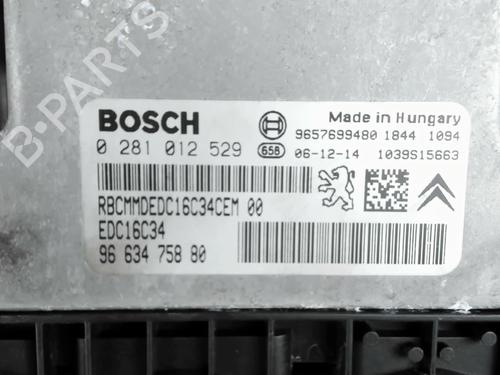 B-PARTS
BOSCH
Made in Hungary
0 281 012 529
9657699480 1844 1094
658 06-12-14 1039S15663
RBCMMDEDC16C34CEM 00
EDC16C34
96 634 758 80